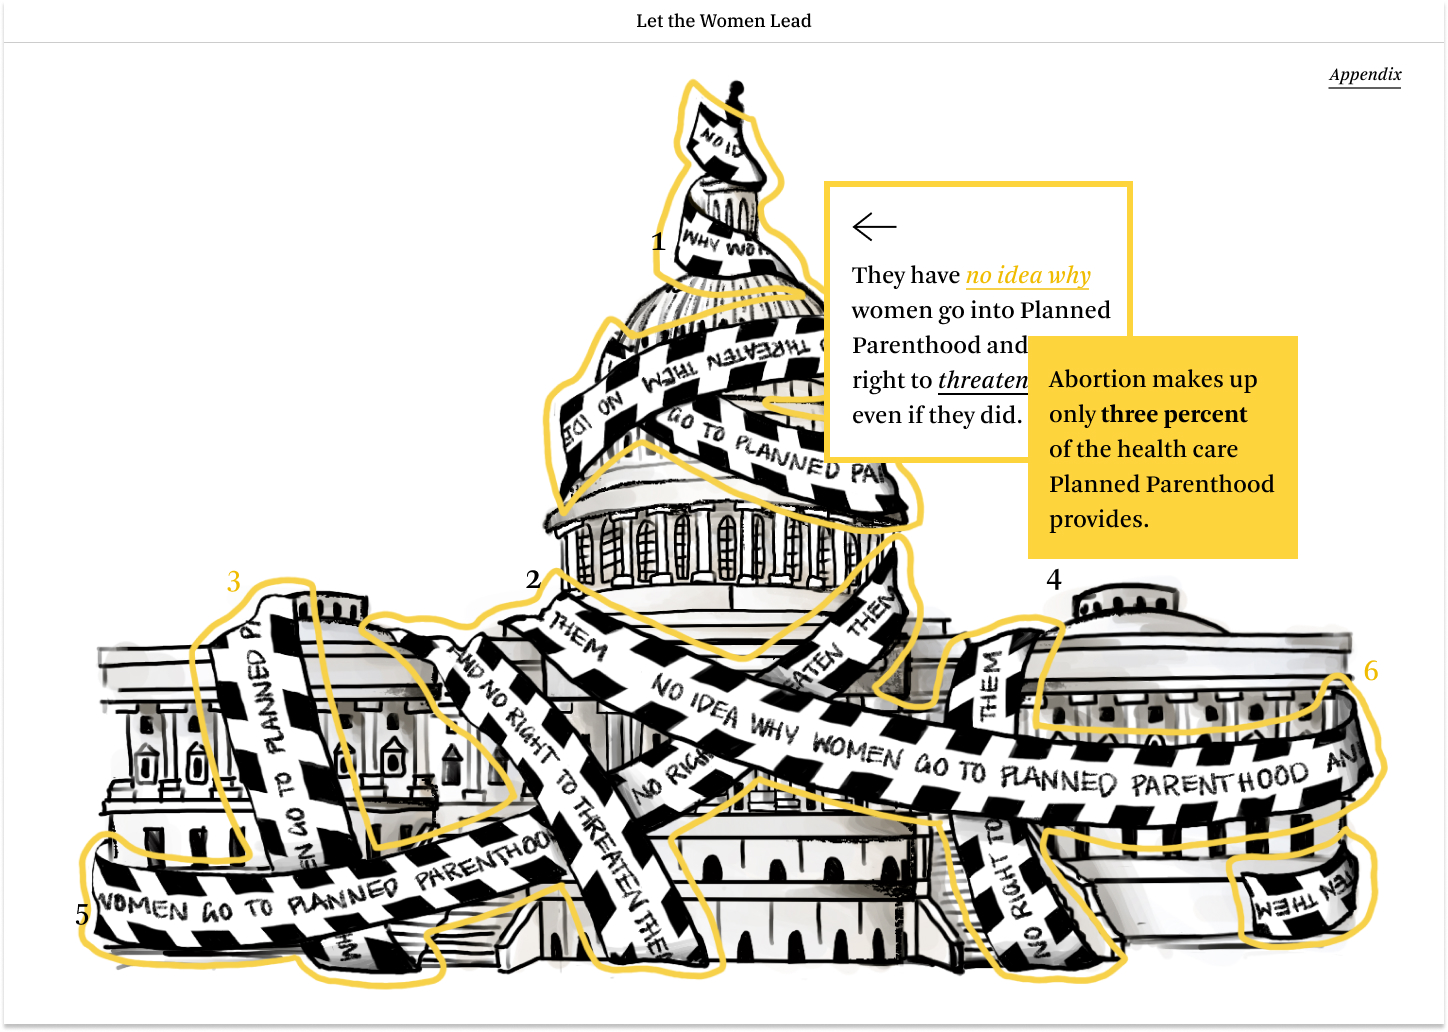 Let the Women Lead
Appendix
NO ID
1
WHY WOM
They have no idea why
women go into Planned
Parenthood and
right to threaten
even if they did.
Abortion makes up
only three percent
of the health care
Planned Parenthood
provides.
THREATEN THEM NO IDE
GO TO PLANNED PA
2
3
4
THEM
EATEN THEM
NO IDEA WHY WOMEN GO TO PLANNED PARENTHOOD AN
6
EN GO TO PLANNED P
AND NO RIGHT TO THREATEN THE
NO RIGH
THEM
NO RIGHT TO
5
WOMEN GO TO PLANNED PARENTHOO
WH
TEN THEM